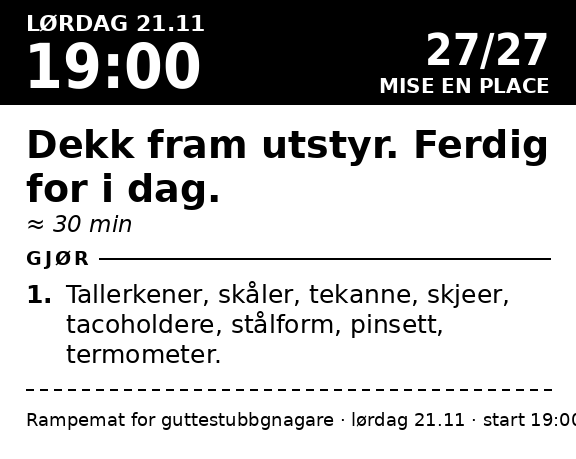 LØRDAG 21.11
19:00
27/27
MISE EN PLACE
Dekk fram utstyr. Ferdig
for i dag.
≈ 30 min
GJØR
1. Tallerkener, skåler, tekanne, skjeer,
tacoholdere, stålform, pinsett,
termometer.
Rampemat for guttestubbgnagare · lørdag 21.11 · start 19:00